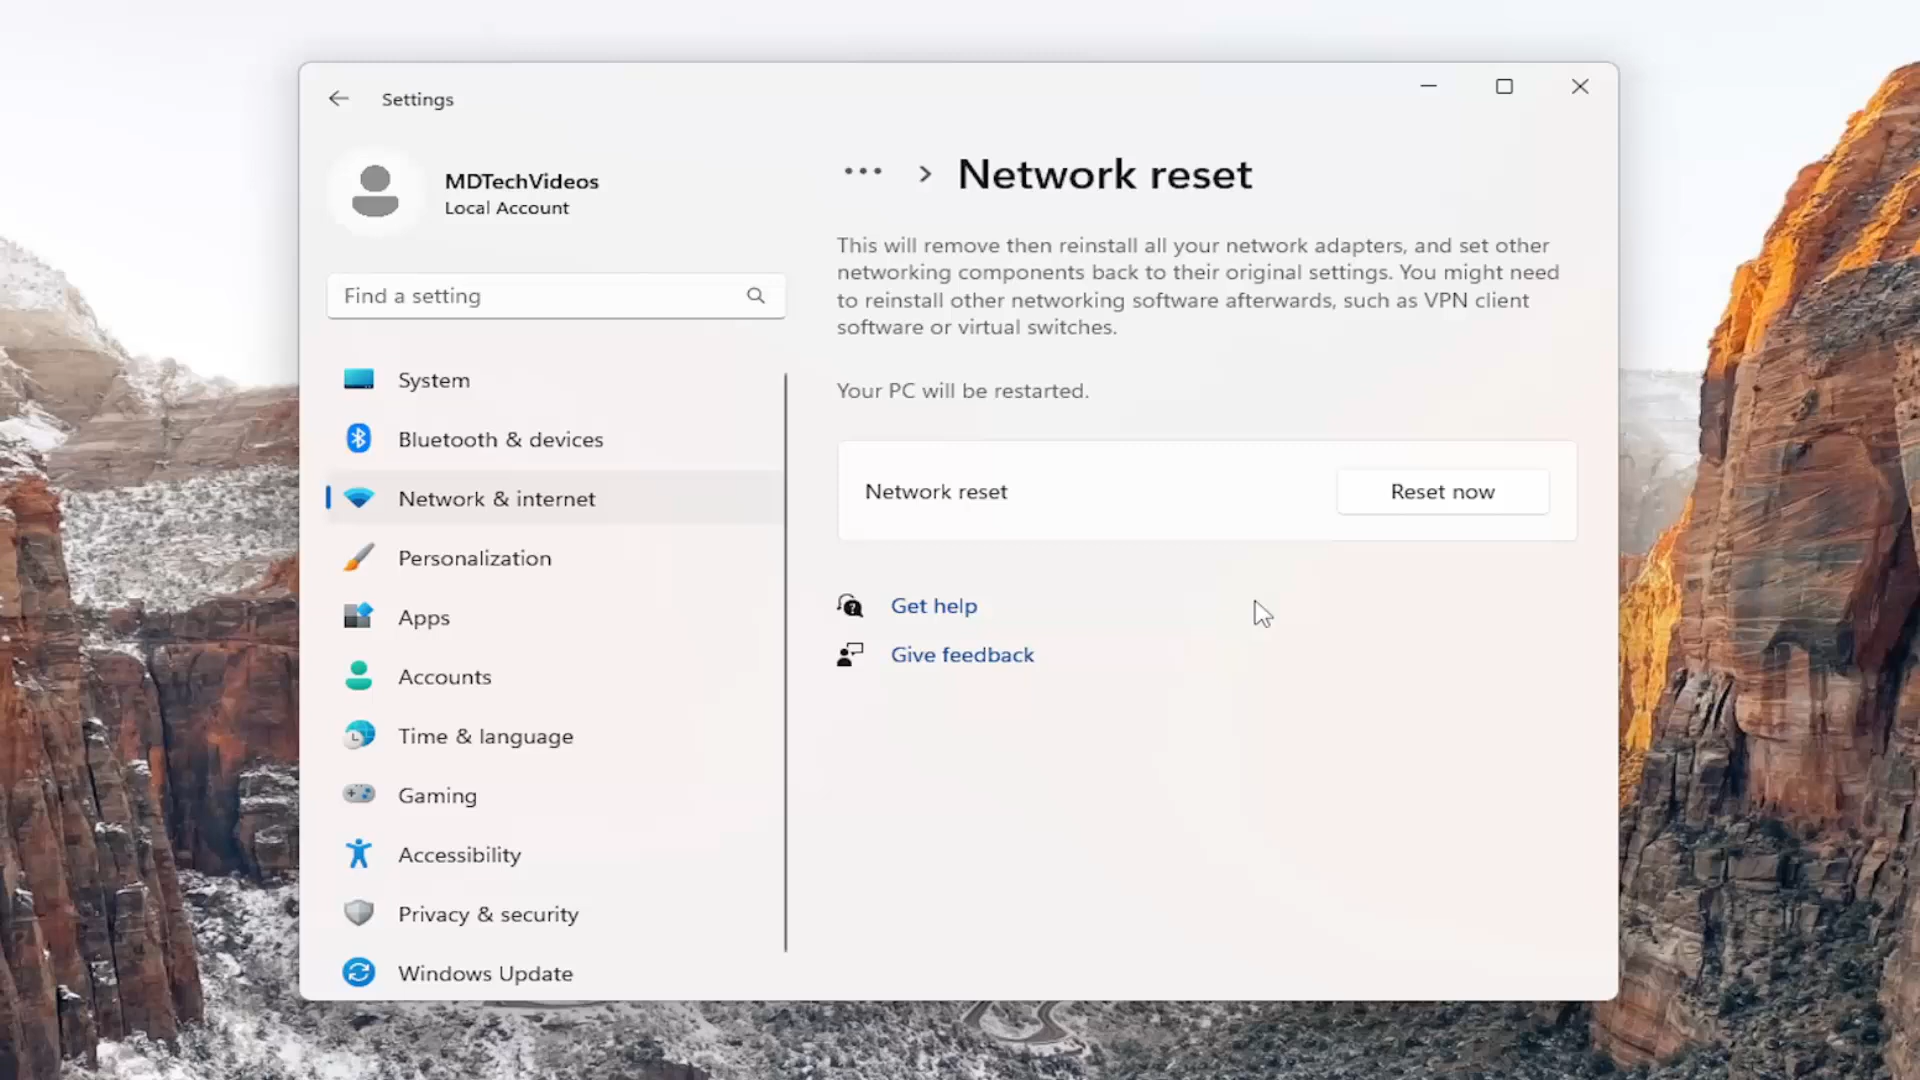 Settings
MDTechVideos
Local Account
Find a setting
System
Bluetooth & devices
Network & internet
Personalization
Apps
Accounts
Time & language
Gaming
Accessibility
Privacy & security
Windows Update
Network reset
This will remove then reinstall all your network adapters, and set other
networking components back to their original settings. You might need
to reinstall other networking software afterwards, such as VPN client
software or virtual switches.
Your PC will be restarted.
Network reset
Reset now
Get help
Give feedback